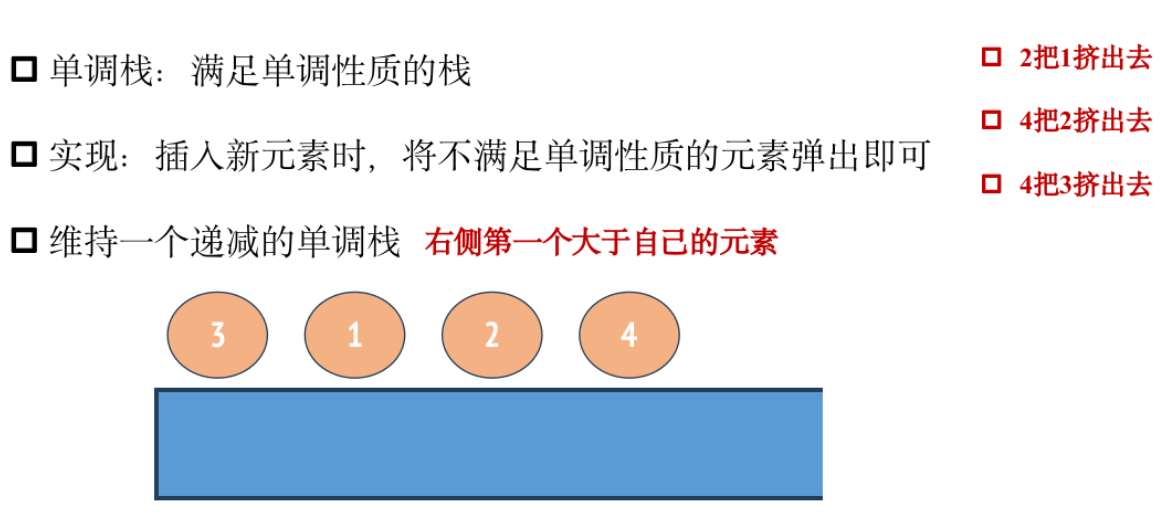 单调栈：满足单调性质的栈
实现：插入新元素时，将不满足单调性质的元素弹出即可
维持一个递减的单调栈 右侧第一个大于自己的元素
2把1挤出去
4把2挤出去
4把3挤出去
3 1 2 4